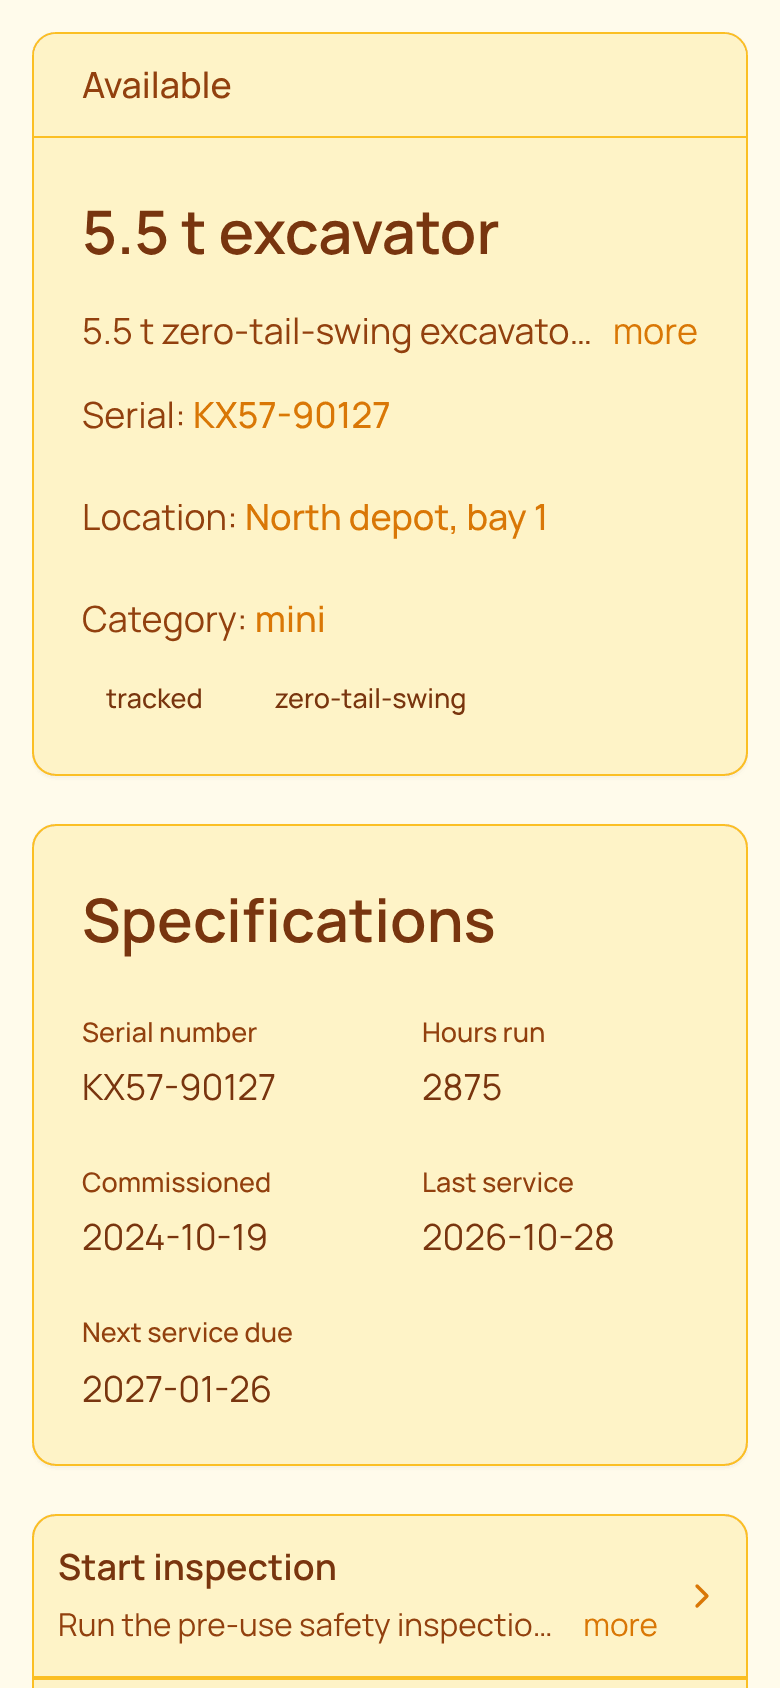 Available
5.5 t excavator
5.5 t zero-tail-swing excavato... more
Serial: KX57-90127
Location: North depot, bay 1
Category: mini
tracked zero-tail-swing
Specifications
Serial number Hours run
KX57-90127 2875
Commissioned Last service
2024-10-19 2026-10-28
Next service due
2027-01-26
Start inspection
Run the pre-use safety inspectio... more